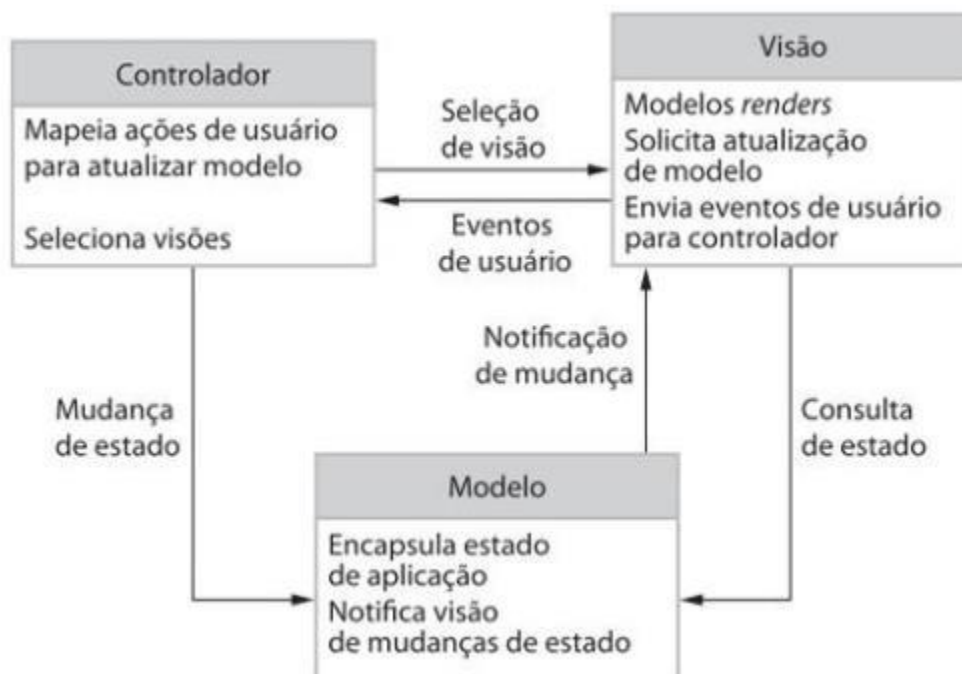 Controlador
Mapeia ações de usuário
para atualizar modelo
Seleciona visões
Seleção
de visão
Eventos
de usuário
Visão
Modelos renders
Solicita atualização
de modelo
Envia eventos de usuário
para controlador
Mudança
de estado
Notificação
de mudança
Consulta
de estado
Modelo
Encapsula estado
de aplicação
Notifica visão
de mudanças de estado